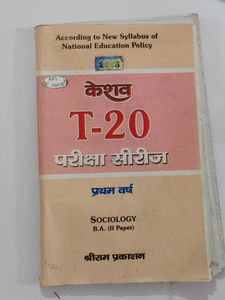 According to New Syllabus of
National Education Policy
केशव
T-20
परीक्षा सीरीज
प्रथम वर्ष
SOCIOLOGY
B.A. (II Paper)
श्रीराम प्रकाशन